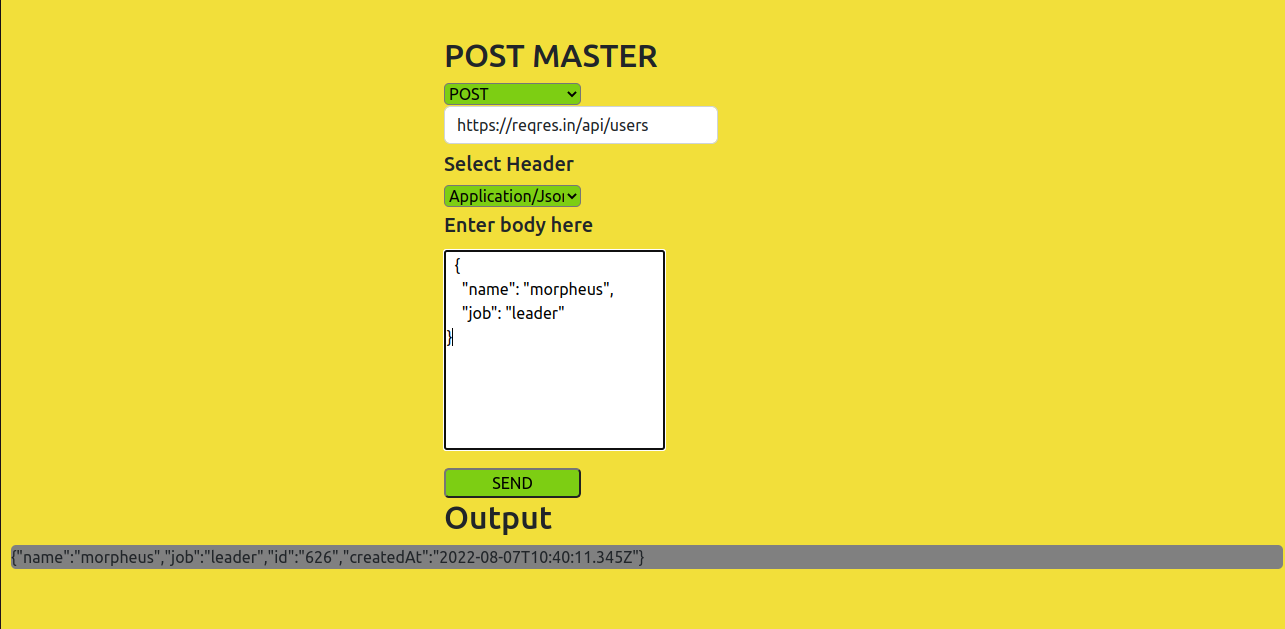 POST MASTER
POST
https://reqres.in/api/users
Select Header
Application/Json
Enter body here
{
"name": "morpheus",
"job": "leader"
}
SEND
Output
{"name":"morpheus","job":"leader","id":"626","createdAt":"2022-08-07T10:40:11.345Z"}